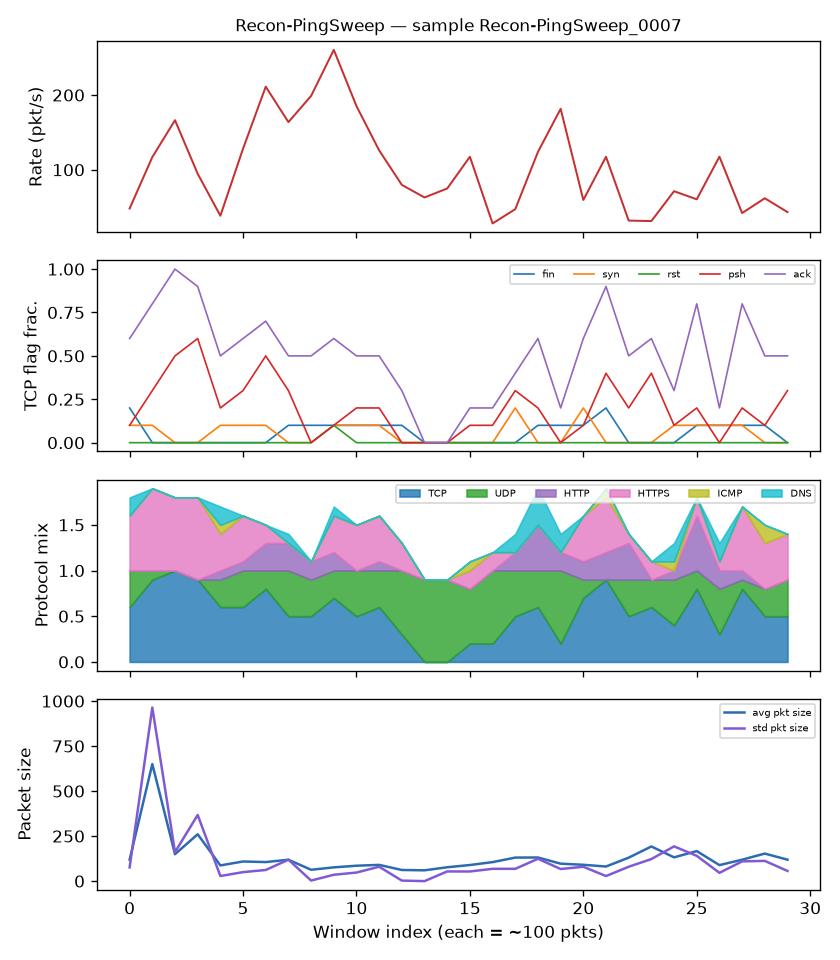 Recon-PingSweep — sample Recon-PingSweep_0007
Rate (pkt/s)
200
100
TCP flag frac.
1.00
0.75
0.50
0.25
0.00
fin syn rst psh ack
Protocol mix
1.5
1.0
0.5
0.0
TCP UDP HTTP HTTPS ICMP DNS
Packet size
1000
750
500
250
0
avg pkt size
std pkt size
0 5 10 15 20 25 30
Window index (each = ~100 pkts)